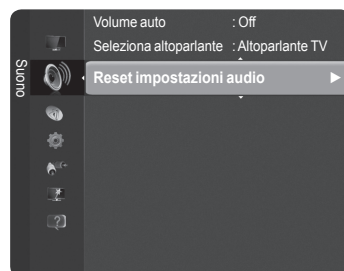 Suono
Volume auto : Off
Seleziona altoparlante : Altoparlante TV
Reset impostazioni audio